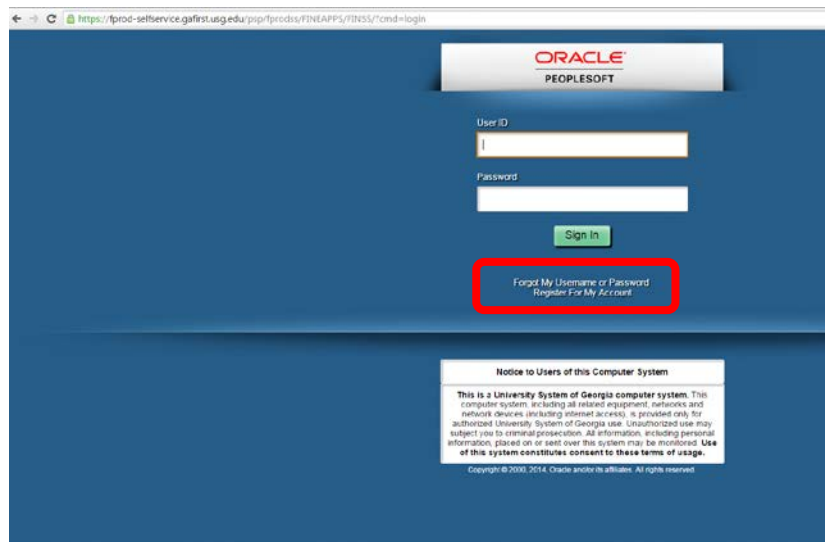 https://fprod-selfservice.gafirst.usg.edu/psp/fprodss/FINEAPPS/FINSS/?cmd=login
ORACLE
PEOPLESOFT
User ID
Password
Sign In
Forgot My Username or Password
Register For My Account
Notice to Users of this Computer System
This is a University System of Georgia computer system. This
computer system, including all related equipment, networks and
network devices (including internet access), is provided only for
authorized University System of Georgia use. Unauthorized use may
subject you to criminal prosecution. All information, including personal
information, placed on or sent over this system may be monitored. Use
of this system constitutes consent to these terms of usage.
Copyright © 2000, 2014, Oracle and/or its affiliates. All rights reserved.